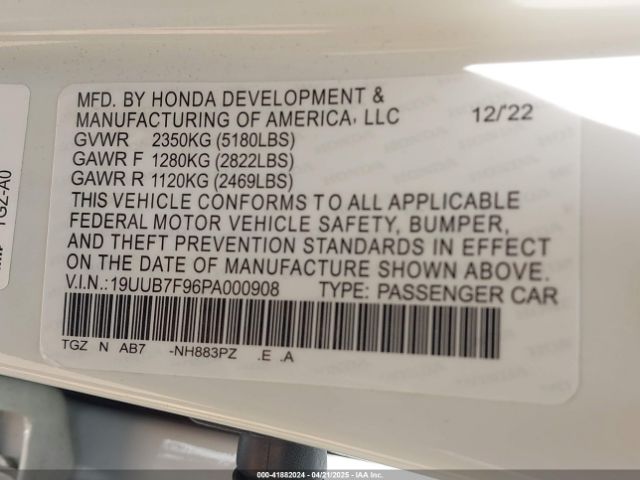 MFD. BY HONDA DEVELOPMENT &
MANUFACTURING OF AMERICA, LLC 12/22
GVWR 2350KG (5180LBS)
GAWR F 1280KG (2822LBS)
GAWR R 1120KG (2469LBS)
THIS VEHICLE CONFORMS TO ALL APPLICABLE
FEDERAL MOTOR VEHICLE SAFETY, BUMPER,
AND THEFT PREVENTION STANDARDS IN EFFECT
ON THE DATE OF MANUFACTURE SHOWN ABOVE.
V.I.N.:19UUB7F96PA000908 TYPE: PASSENGER CAR
TGZ N AB7 -NH883PZ .E .A
TGZ-A0
000-41882024 | 04/21/2025 | IAA Inc.